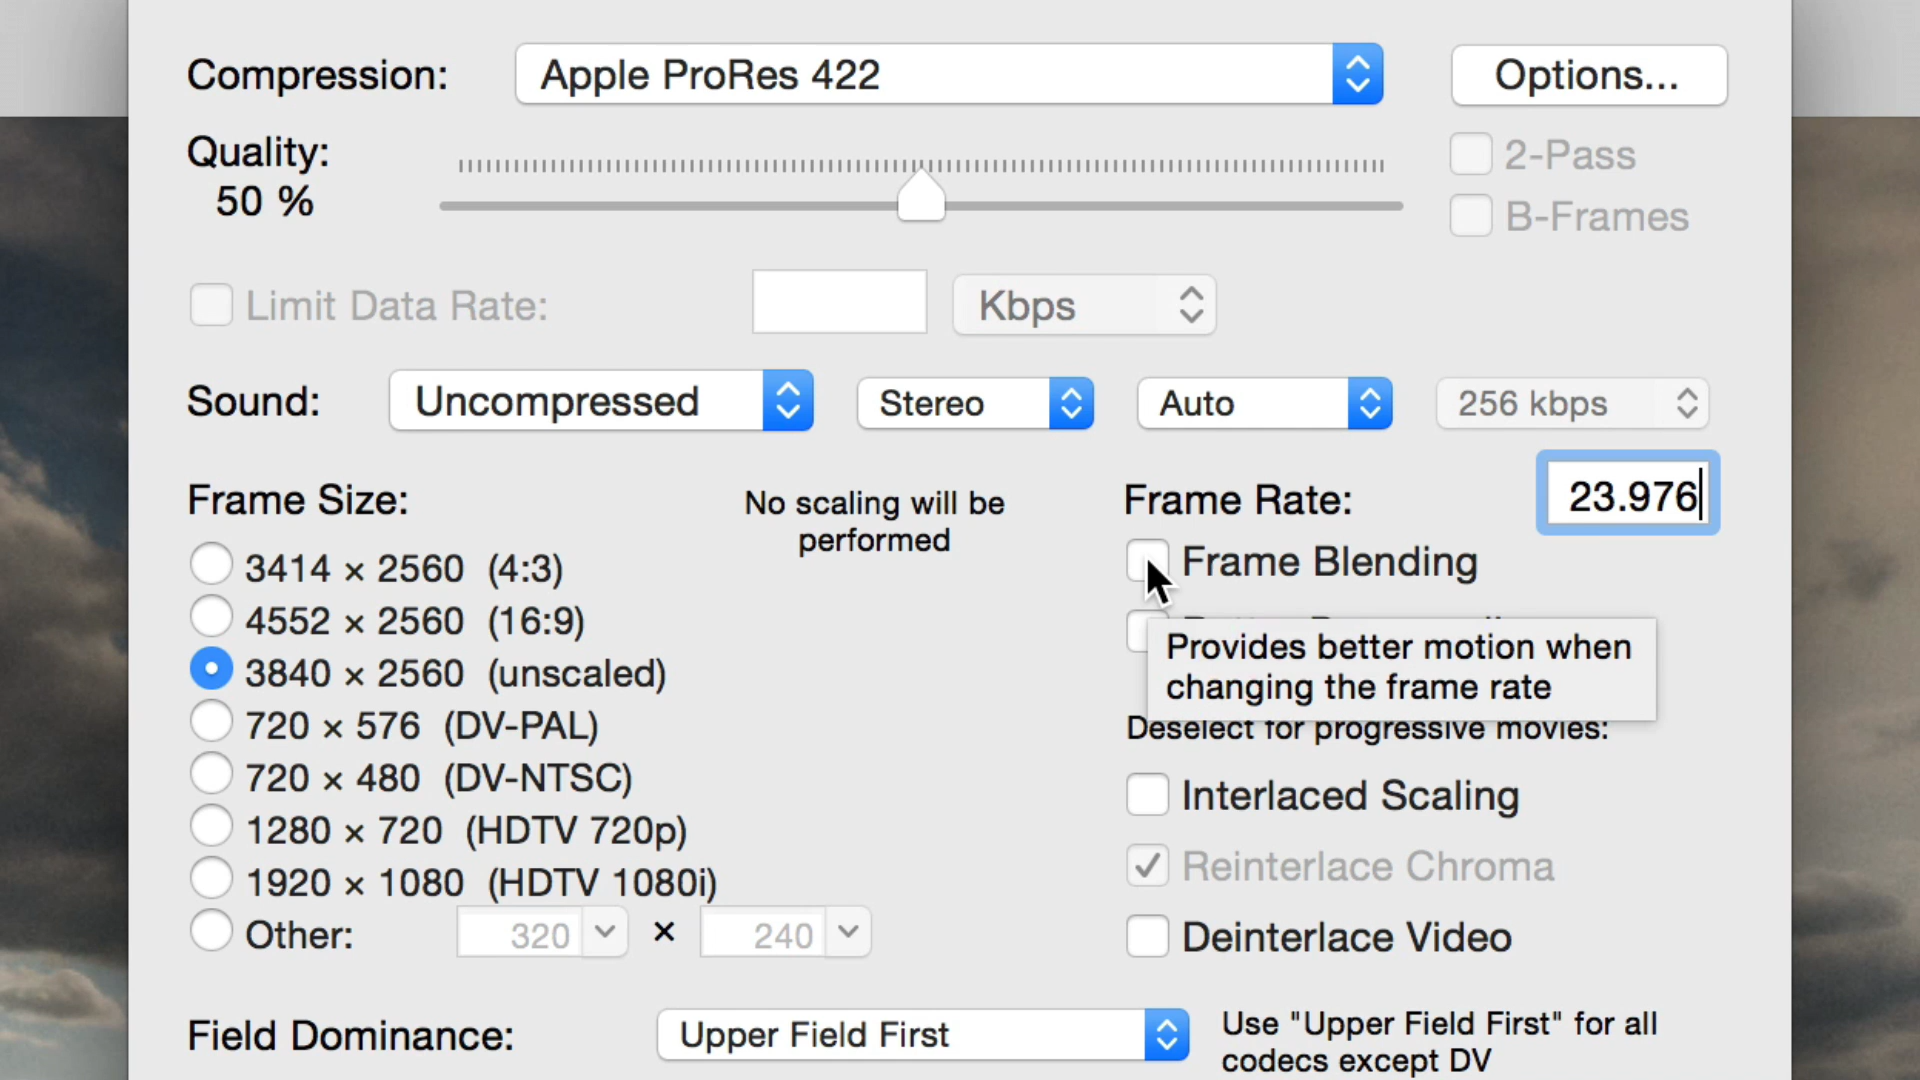 Compression: Apple ProRes 422 Options...
Quality:
50 %
2-Pass
B-Frames
Limit Data Rate: Kbps
Sound: Uncompressed Stereo Auto 256 kbps
Frame Size:
No scaling will be
performed
3414 × 2560 (4:3)
4552 × 2560 (16:9)
3840 × 2560 (unscaled)
720 × 576 (DV-PAL)
720 × 480 (DV-NTSC)
1280 × 720 (HDTV 720p)
1920 × 1080 (HDTV 1080i)
Other: 320 × 240
Frame Rate: 23.976
Frame Blending
Provides better motion when
changing the frame rate
Deselect for progressive movies:
Interlaced Scaling
Reinterlace Chroma
Deinterlace Video
Field Dominance: Upper Field First
Use "Upper Field First" for all
codecs except DV